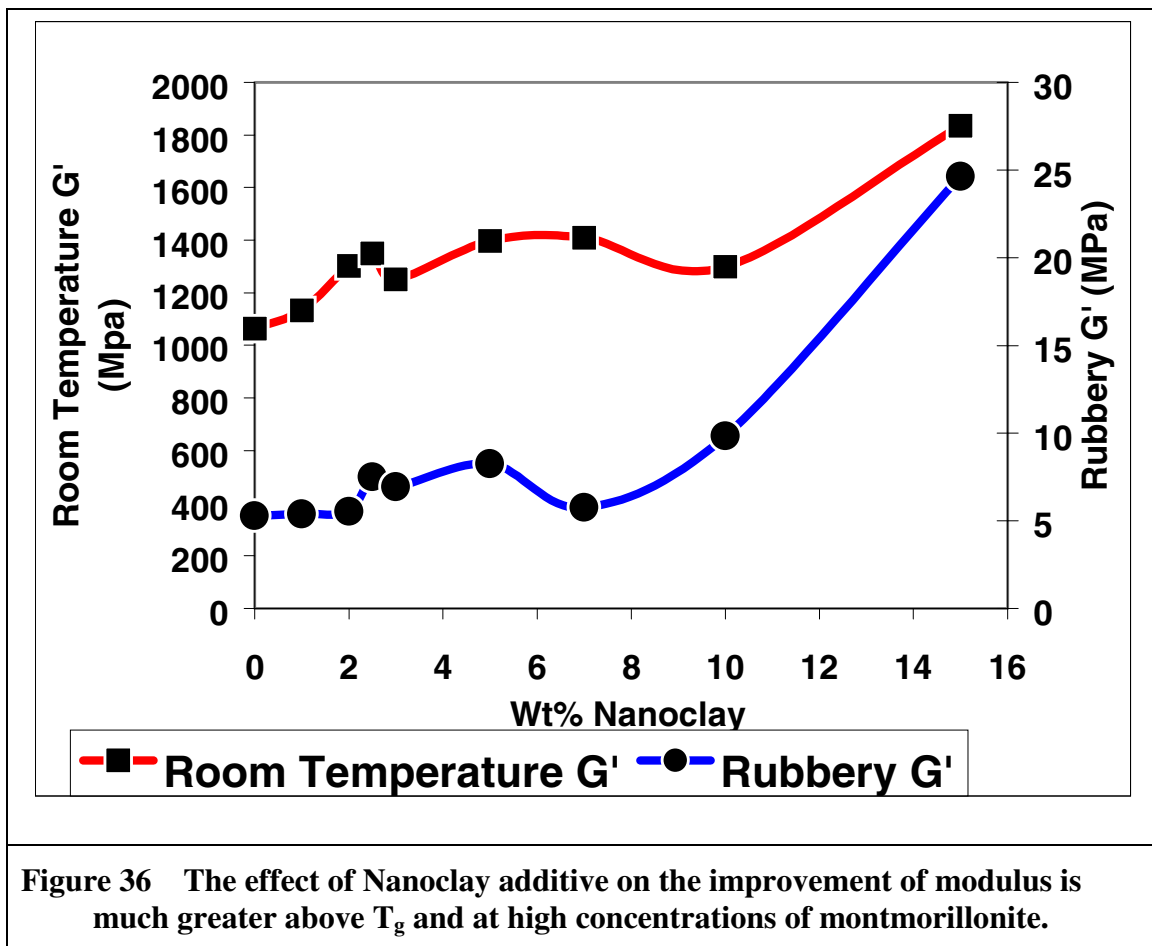 2000
1800
1600
1400
1200
1000
800
600
400
200
0
Room Temperature G'
(Mpa)
30
25
20
15
10
5
0
Rubbery G' (MPa)
0 2 4 6 8 10 12 14 16
Wt% Nanoclay
Room Temperature G' Rubbery G'
Figure 36 The effect of Nanoclay additive on the improvement of modulus is
much greater above Tg and at high concentrations of montmorillonite.